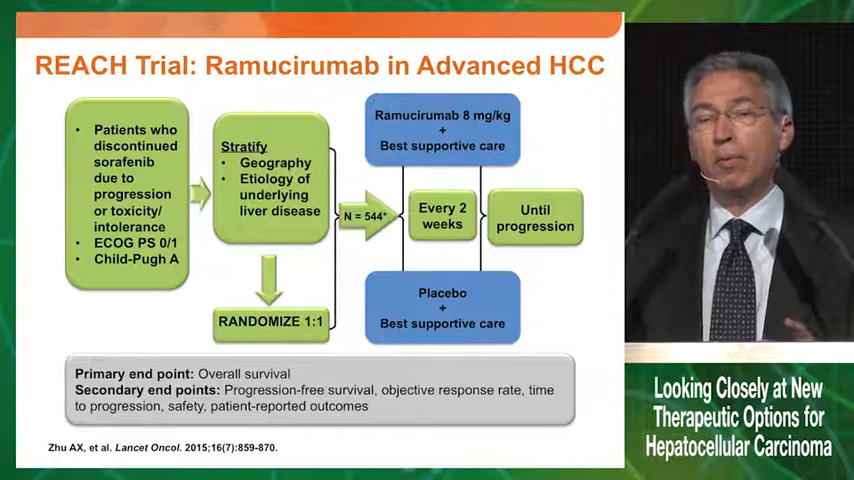 REACH Trial: Ramucirumab in Advanced HCC
• Patients who
discontinued
sorafenib
due to
progression
or toxicity/
intolerance
• ECOG PS 0/1
• Child-Pugh A
Stratify
• Geography
• Etiology of
underlying
liver disease
RANDOMIZE 1:1
N = 544*
Ramucirumab 8 mg/kg
+
Best supportive care
Every 2
weeks
Until
progression
Placebo
+
Best supportive care
Primary end point: Overall survival
Secondary end points: Progression-free survival, objective response rate, time
to progression, safety, patient-reported outcomes
Zhu AX, et al. Lancet Oncol. 2015;16(7):859-870.
Looking Closely at New
Therapeutic Options for
Hepatocellular Carcinoma